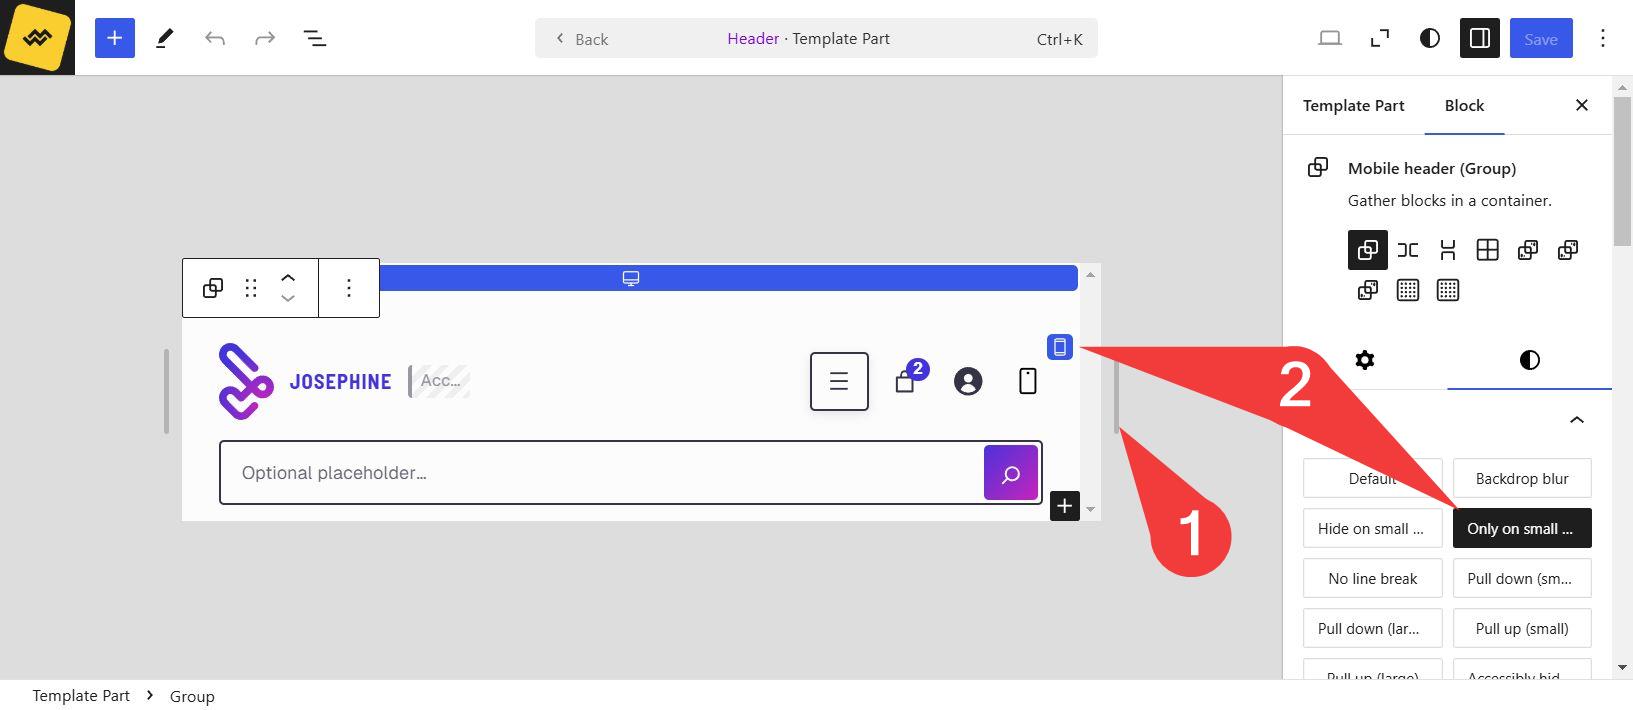 Back
Header · Template Part
Ctrl+K
Save
Template Part
Block
Mobile header (Group)
Gather blocks in a container.
JOSEPHINE
Acc...
2
Optional placeholder...
1
2
Default
Backdrop blur
Hide on small ...
Only on small ...
No line break
Pull down (sm...
Pull down (lar...
Pull up (small)
Pull up (large)
Accessibly hid...
Template Part > Group